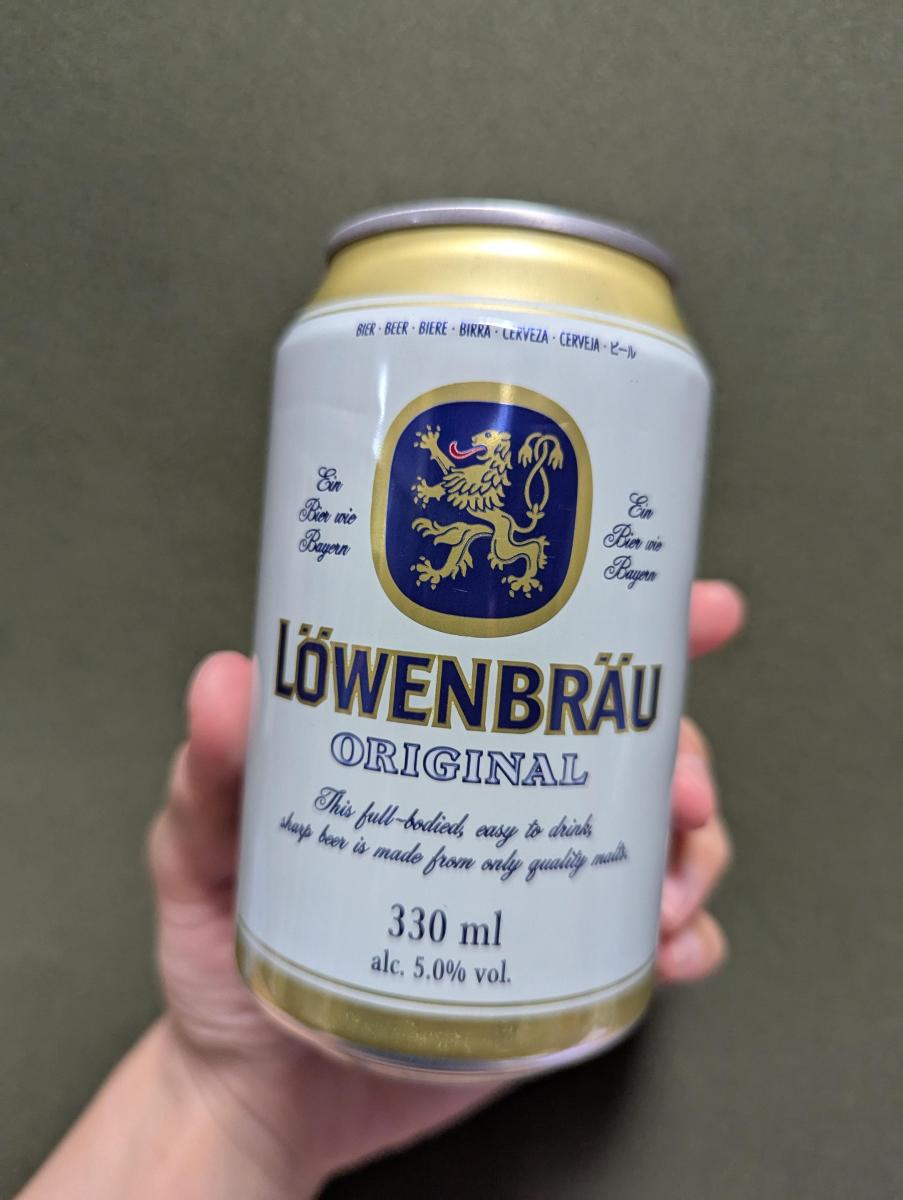 BIER · BEER · BIERE · BIRRA · CERVEZA · CERVEJA · ビール
Ein
Bier wie
Bayern
Ein
Bier wie
Bayern
LÖWENBRÄU
ORIGINAL
This full-bodied, easy to drink,
sharp beer is made from only quality malts.
330 ml
alc. 5.0% vol.